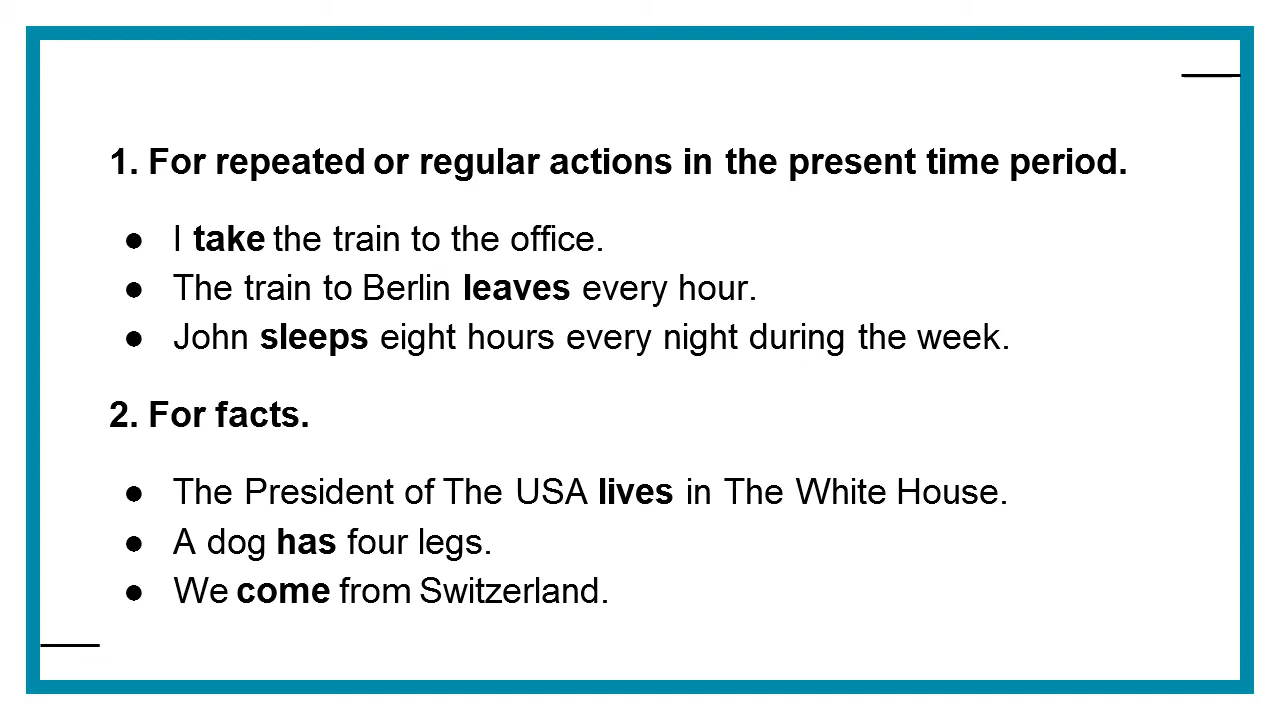 1. For repeated or regular actions in the present time period.
● I take the train to the office.
● The train to Berlin leaves every hour.
● John sleeps eight hours every night during the week.
2. For facts.
● The President of The USA lives in The White House.
● A dog has four legs.
● We come from Switzerland.